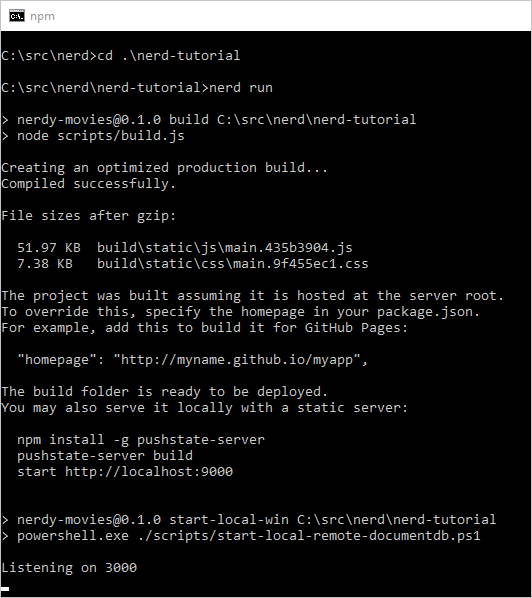 npm
C:\src\nerd>cd .\nerd-tutorial
C:\src\nerd\nerd-tutorial>nerd run
> nerdy-movies@0.1.0 build C:\src\nerd\nerd-tutorial
> node scripts/build.js
Creating an optimized production build...
Compiled successfully.
File sizes after gzip:
51.97 KB  build\static\js\main.435b3904.js
7.38 KB   build\static\css\main.9f455ec1.css
The project was built assuming it is hosted at the server root.
To override this, specify the homepage in your package.json.
For example, add this to build it for GitHub Pages:
"homepage": "http://myname.github.io/myapp",
The build folder is ready to be deployed.
You may also serve it locally with a static server:
npm install -g pushstate-server
pushstate-server build
start http://localhost:9000
> nerdy-movies@0.1.0 start-local-win C:\src\nerd\nerd-tutorial
> powershell.exe ./scripts/start-local-remote-documentdb.ps1
Listening on 3000